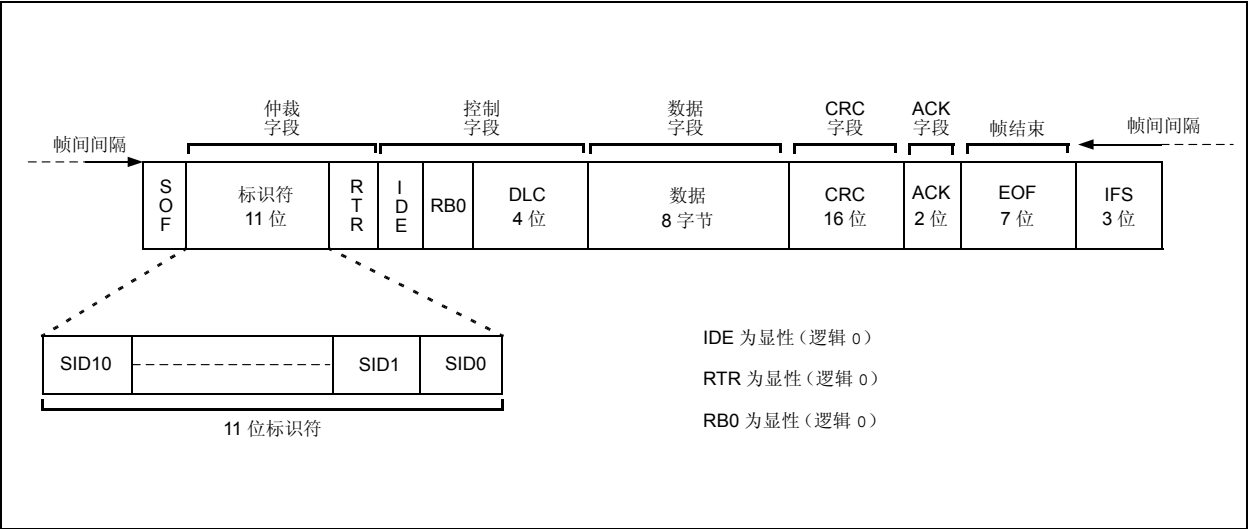 仲裁
字段
控制
字段
数据
字段
CRC
字段
ACK
字段
帧结束
帧间间隔
帧间间隔
SOF
标识符
11 位
RTR
IDE
RB0
DLC
4 位
数据
8 字节
CRC
16 位
ACK
2 位
EOF
7 位
IFS
3 位
SID10
SID1
SID0
11 位标识符
IDE 为显性（逻辑 0）
RTR 为显性（逻辑 0）
RB0 为显性（逻辑 0）